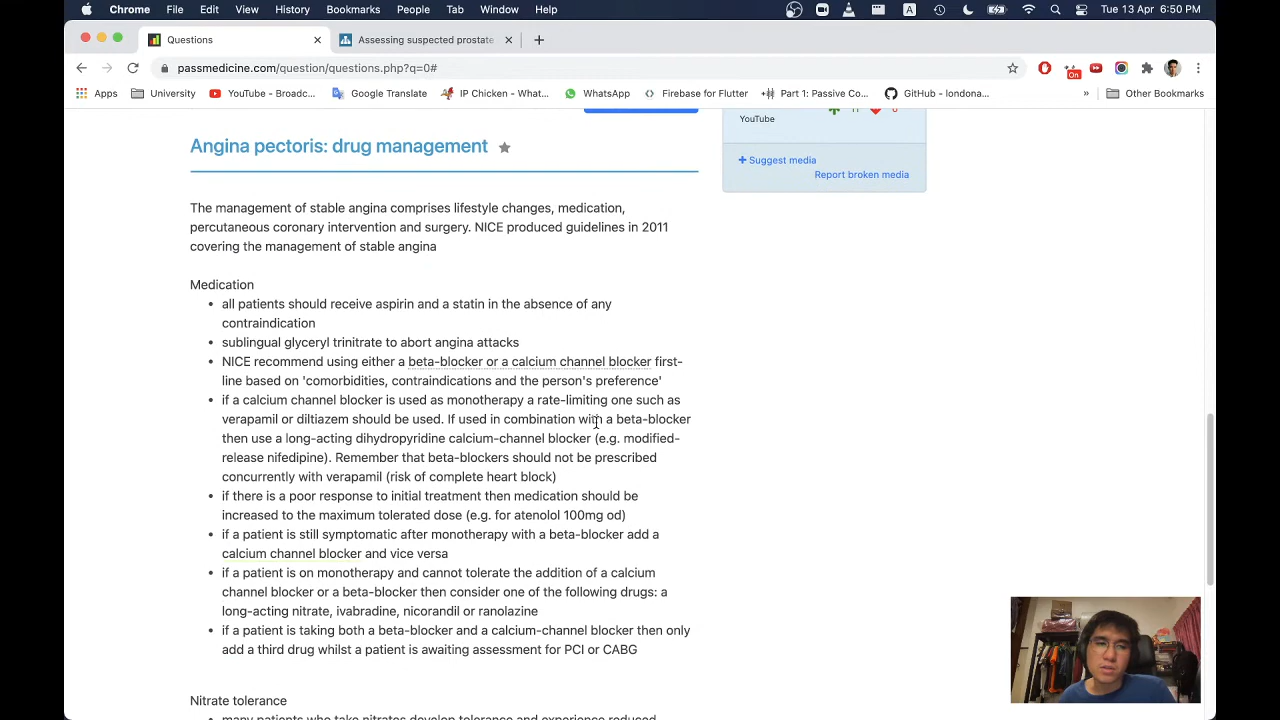 Chrome File Edit View History Bookmarks People Tab Window Help A Tue 13 Apr 6:50 PM
Questions Assessing suspected prostate
passmedicine.com/question/questions.php?q=0# On
Apps University YouTube - Broadc... Google Translate IP Chicken - What... WhatsApp Firebase for Flutter Part 1: Passive Co... GitHub - londona... » Other Bookmarks
YouTube
Suggest media
Report broken media
Angina pectoris: drug management
The management of stable angina comprises lifestyle changes, medication,
percutaneous coronary intervention and surgery. NICE produced guidelines in 2011
covering the management of stable angina
Medication
• all patients should receive aspirin and a statin in the absence of any
contraindication
• sublingual glyceryl trinitrate to abort angina attacks
• NICE recommend using either a beta-blocker or a calcium channel blocker first-
line based on 'comorbidities, contraindications and the person's preference'
• if a calcium channel blocker is used as monotherapy a rate-limiting one such as
verapamil or diltiazem should be used. If used in combination with a beta-blocker
then use a long-acting dihydropyridine calcium-channel blocker (e.g. modified-
release nifedipine). Remember that beta-blockers should not be prescribed
concurrently with verapamil (risk of complete heart block)
• if there is a poor response to initial treatment then medication should be
increased to the maximum tolerated dose (e.g. for atenolol 100mg od)
• if a patient is still symptomatic after monotherapy with a beta-blocker add a
calcium channel blocker and vice versa
• if a patient is on monotherapy and cannot tolerate the addition of a calcium
channel blocker or a beta-blocker then consider one of the following drugs: a
long-acting nitrate, ivabradine, nicorandil or ranolazine
• if a patient is taking both a beta-blocker and a calcium-channel blocker then only
add a third drug whilst a patient is awaiting assessment for PCI or CABG
Nitrate tolerance
• many patients who take nitrates develop tolerance and experience reduced